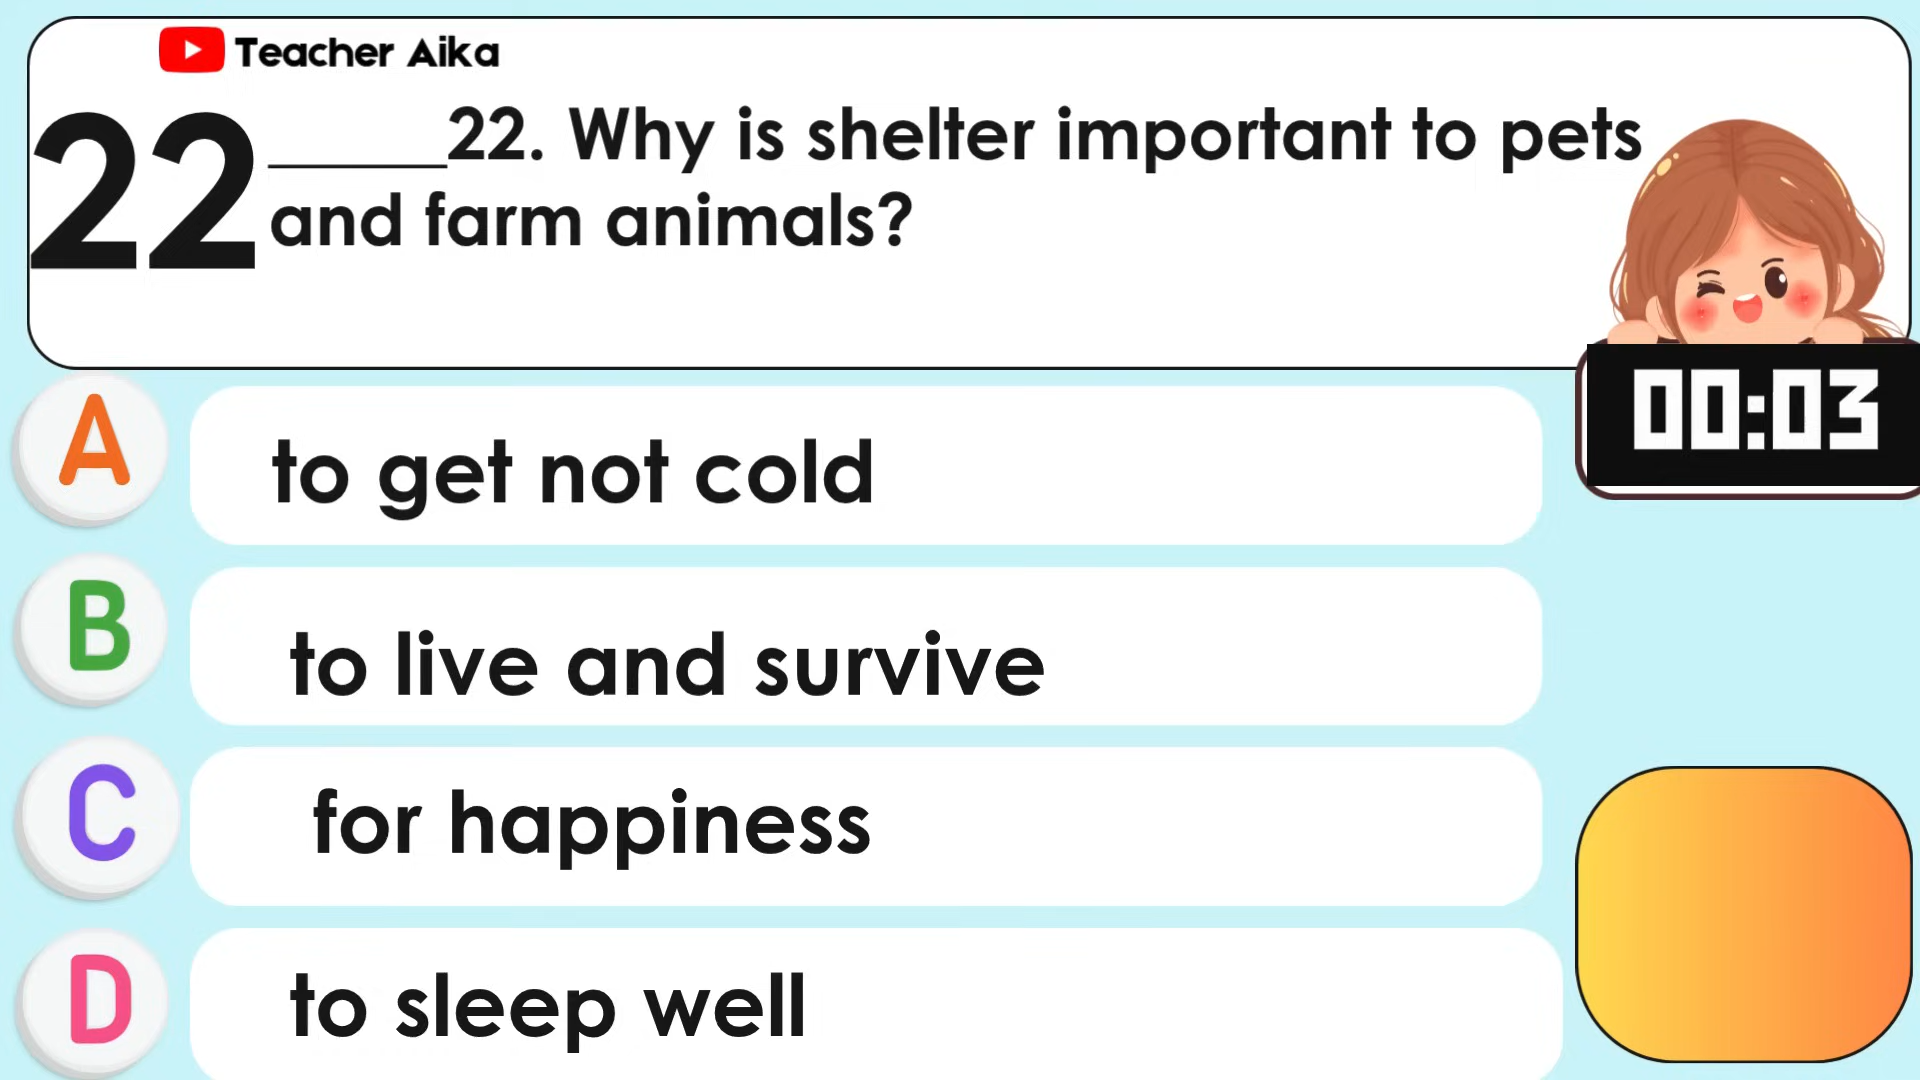 Teacher Aika
22
_____22. Why is shelter important to pets
and farm animals?
00:03
A
to get not cold
B
to live and survive
C
for happiness
D
to sleep well